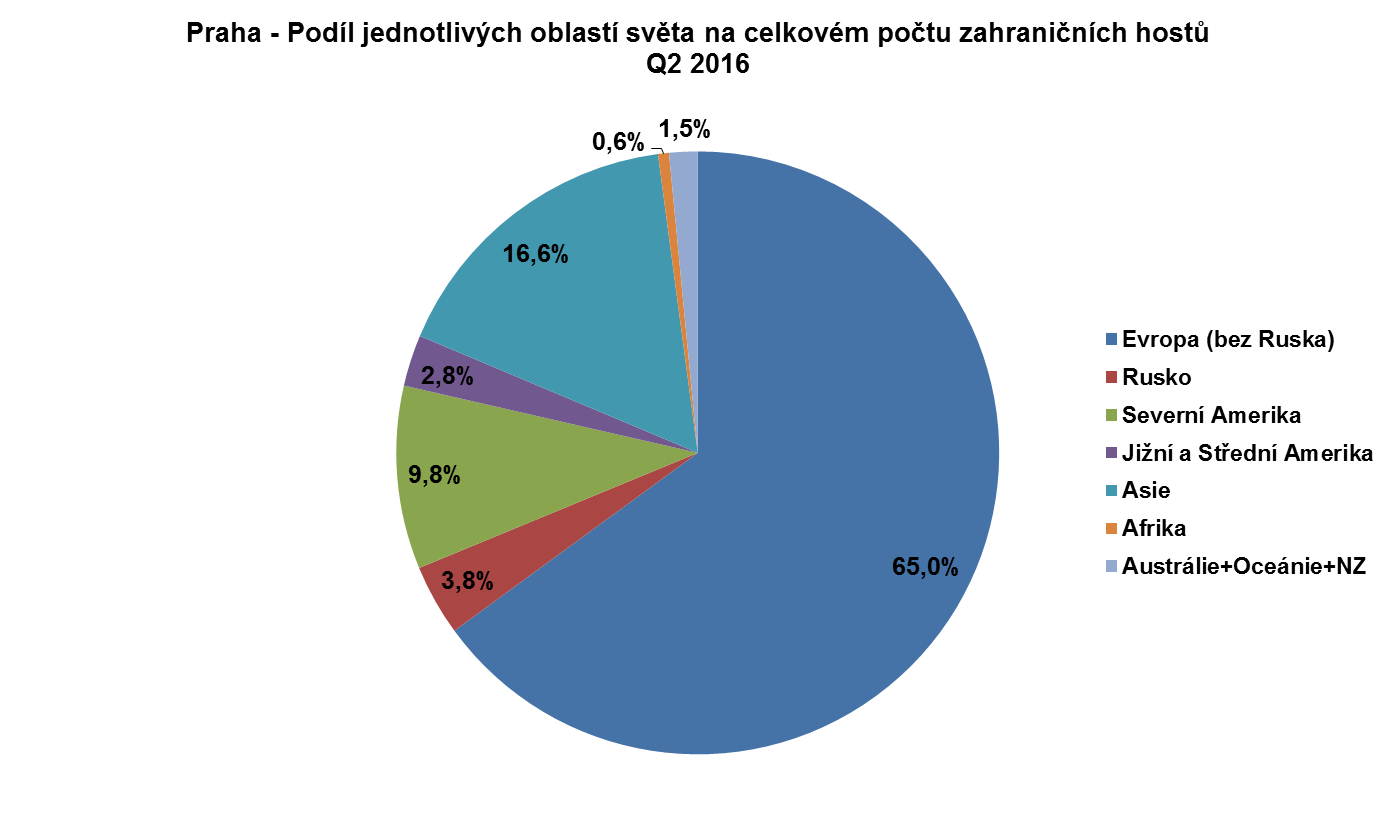 Praha - Podíl jednotlivých oblastí světa na celkovém počtu zahraničních hostů
Q2 2016
0,6%
1,5%
16,6%
2,8%
9,8%
3,8%
65,0%
Evropa (bez Ruska)
Rusko
Severní Amerika
Jižní a Střední Amerika
Asie
Afrika
Austrálie+Oceánie+NZ